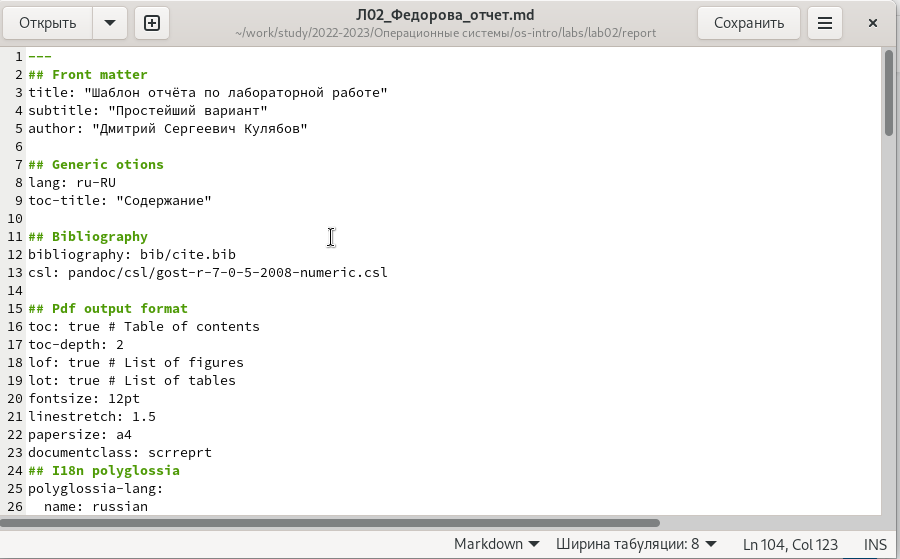 Открыть
Л02_Федорова_отчет.md
~/work/study/2022-2023/Операционные системы/os-intro/labs/lab02/report
Сохранить
1 ---
2 ## Front matter
3 title: "Шаблон отчёта по лабораторной работе"
4 subtitle: "Простейший вариант"
5 author: "Дмитрий Сергеевич Кулябов"
6
7 ## Generic otions
8 lang: ru-RU
9 toc-title: "Содержание"
10
11 ## Bibliography
12 bibliography: bib/cite.bib
13 csl: pandoc/csl/gost-r-7-0-5-2008-numeric.csl
14
15 ## Pdf output format
16 toc: true # Table of contents
17 toc-depth: 2
18 lof: true # List of figures
19 lot: true # List of tables
20 fontsize: 12pt
21 linestretch: 1.5
22 papersize: a4
23 documentclass: scrreprt
24 ## I18n polyglossia
25 polyglossia-lang:
26   name: russian
Markdown Ширина табуляции: 8 Ln 104, Col 123 INS